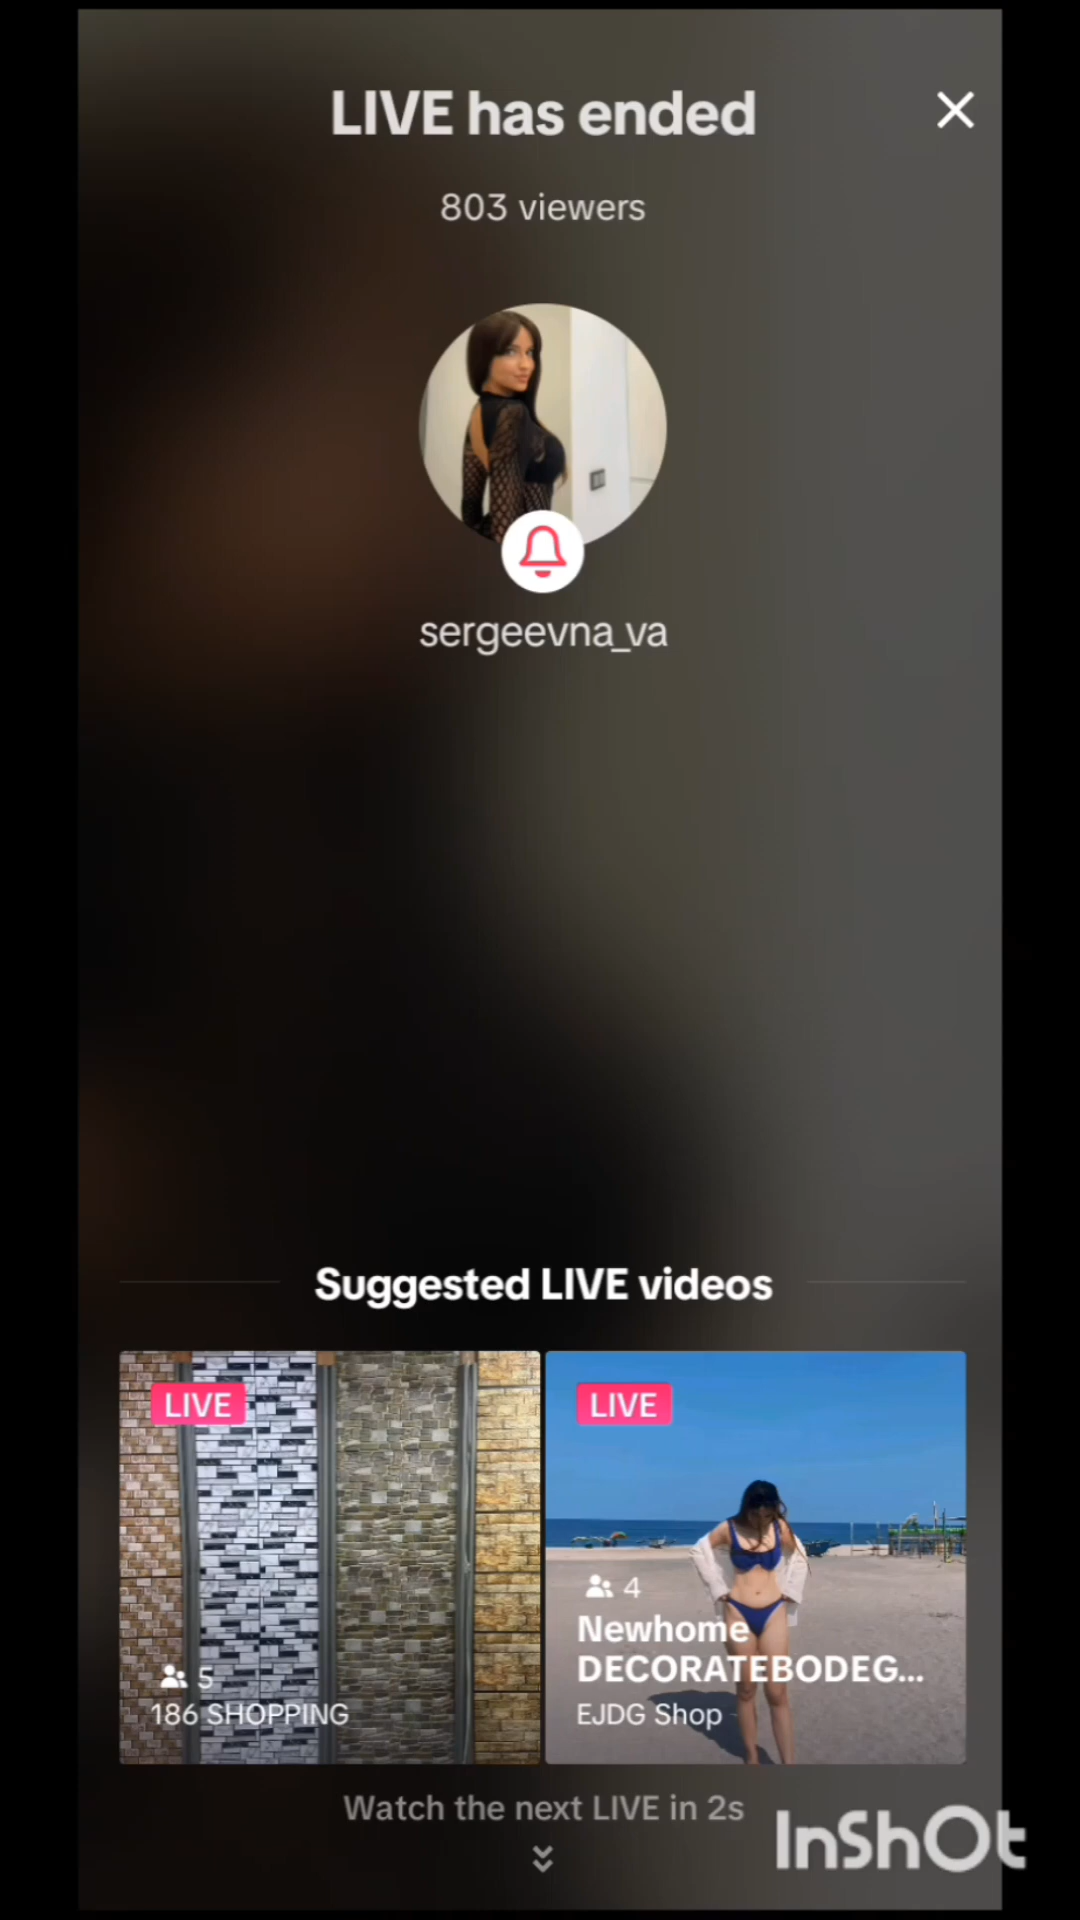 LIVE has ended
803 viewers
sergeevna_va
Suggested LIVE videos
LIVE
5
186 SHOPPING
LIVE
4
Newhome
DECORATEBODEG...
EJDG Shop
Watch the next LIVE in 2s
InShOt